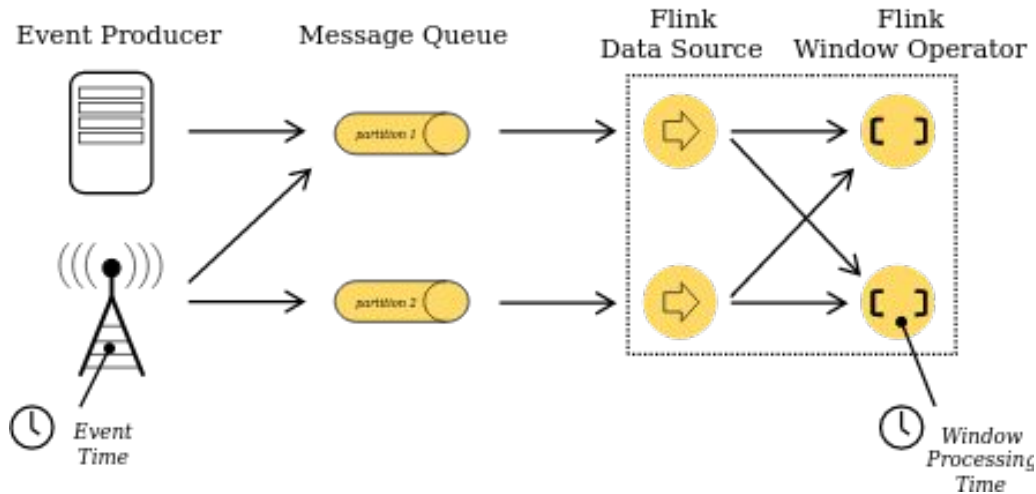 Event Producer
Message Queue
Flink
Data Source
Flink
Window Operator
partition 1
partition 2
Event
Time
Window
Processing
Time